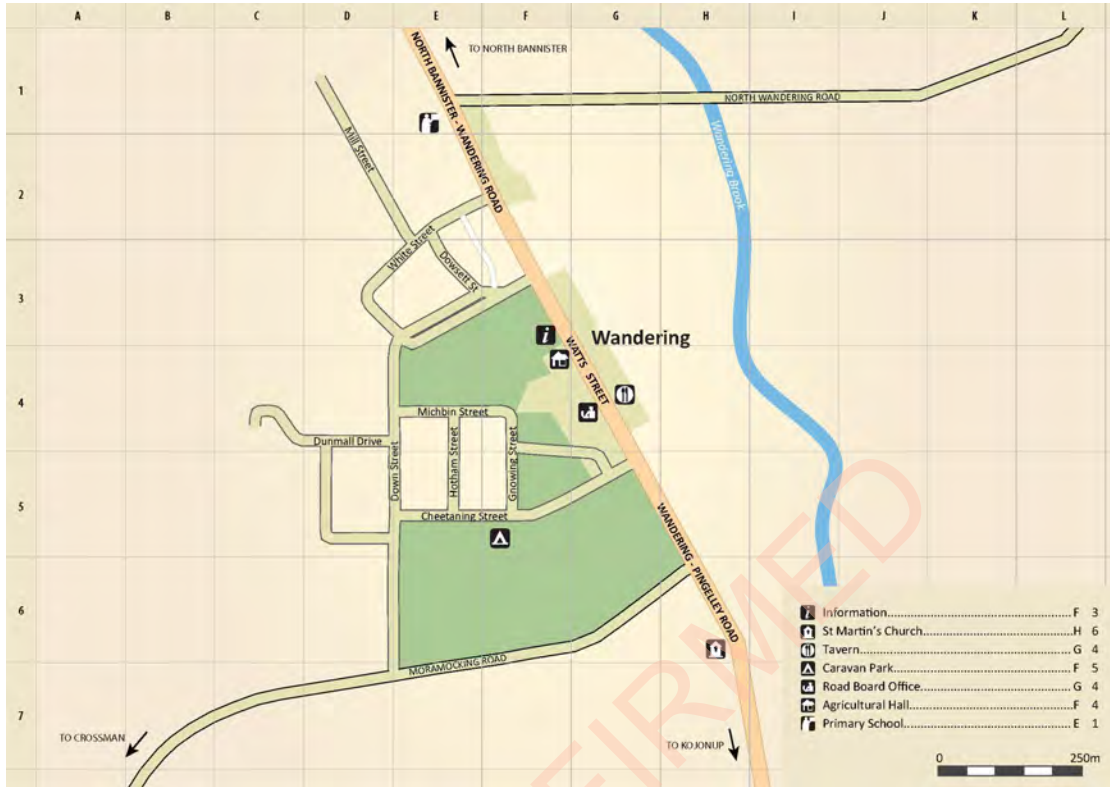 A B C D E F G H I J K L
1
2
3
4
5
6
7
TO NORTH BANNISTER
NORTH BANNISTER - WANDERING ROAD
NORTH WANDERING ROAD
Mill Street
Wandering Brook
White Street
Dowsett St
Wandering
WATTS STREET
Michbin Street
Dunmall Drive
Down Street
Hotham Street
Gnowing Street
Cheetaning Street
WANDERING - PINGELLEY ROAD
MORAMOCKING ROAD
TO CROSSMAN
TO KOJONUP
Information F 3
St Martin's Church H 6
Tavern G 4
Caravan Park F 5
Road Board Office G 4
Agricultural Hall F 4
Primary School E 1
0 250m